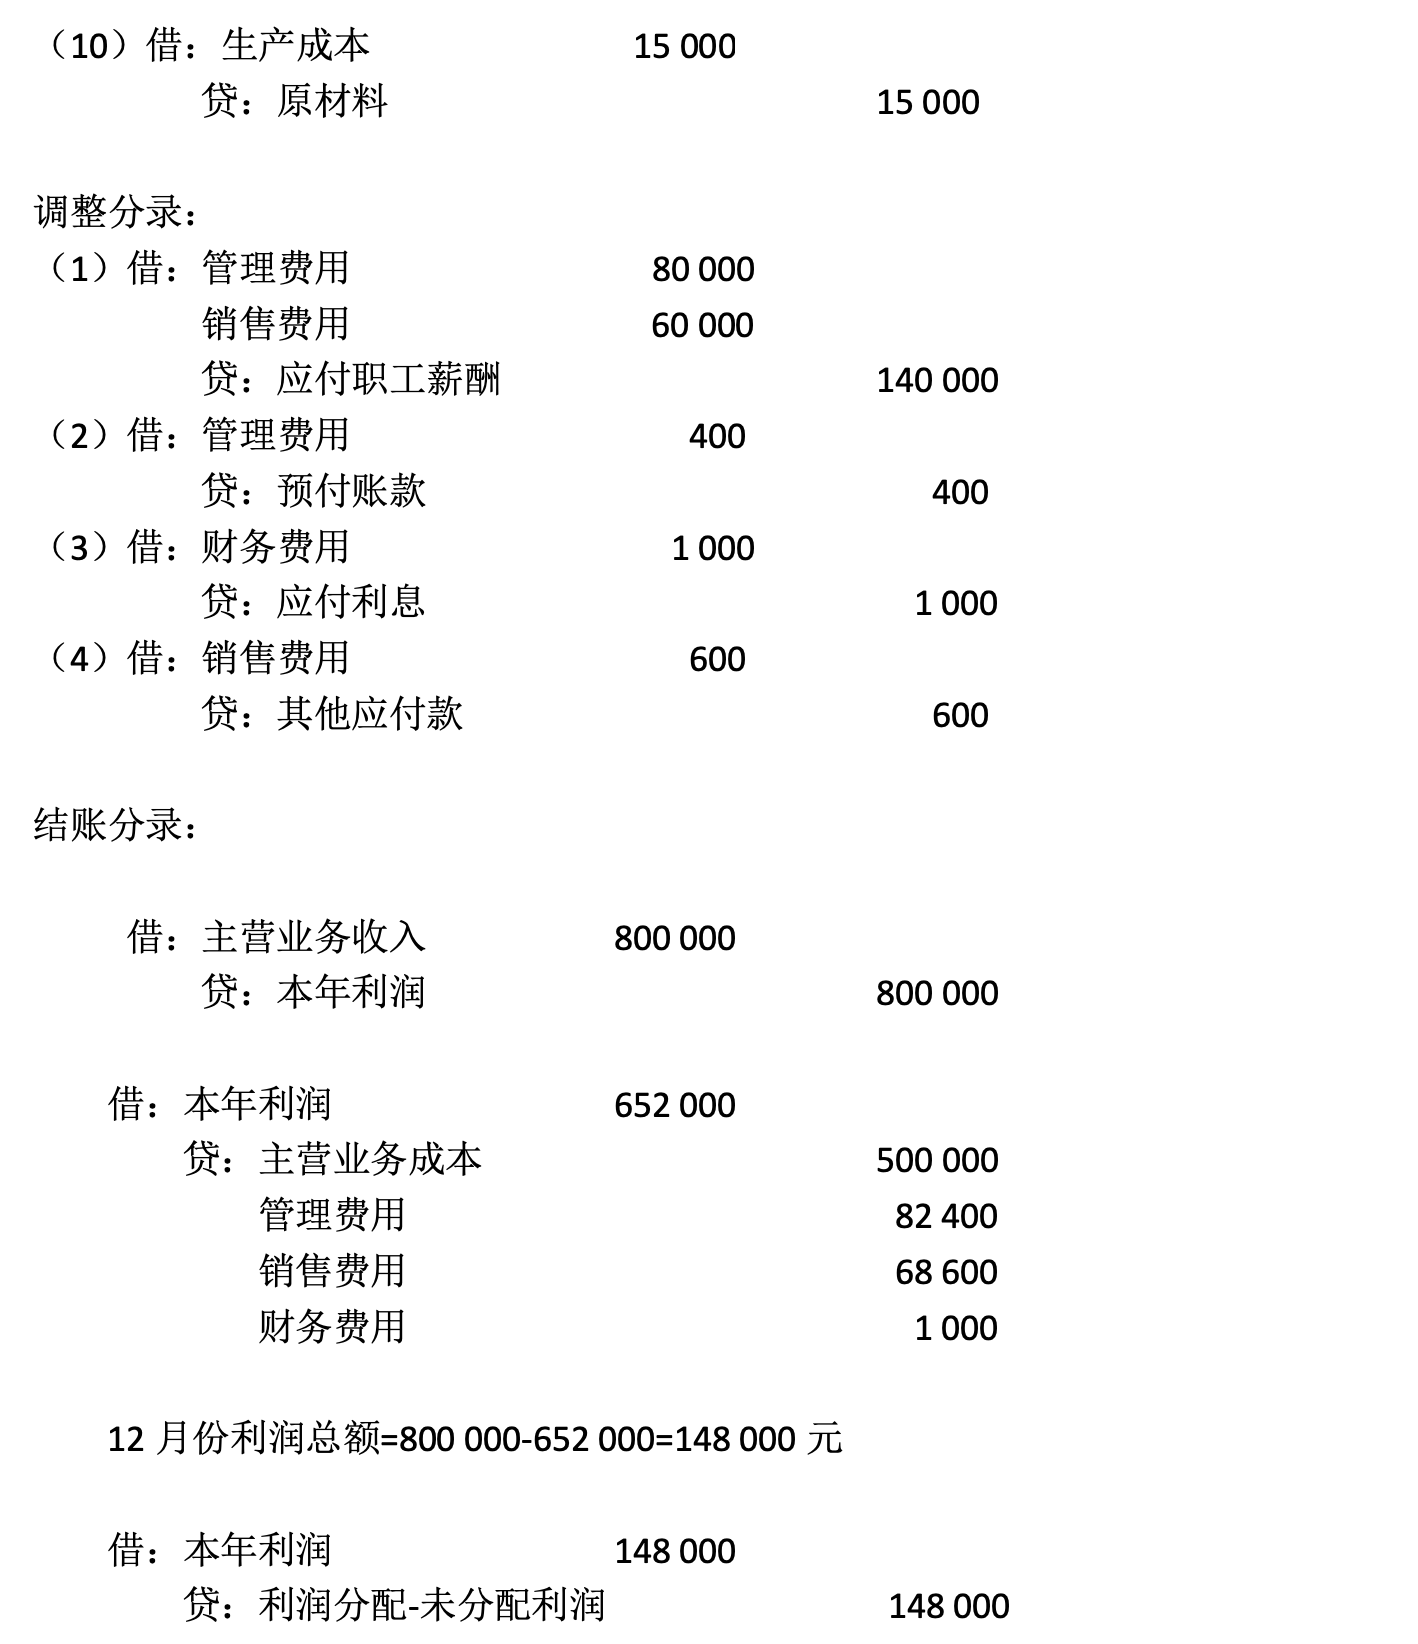 （10）借：生产成本 15 000
贷：原材料 15 000
调整分录：
（1）借：管理费用 80 000
销售费用 60 000
贷：应付职工薪酬 140 000
（2）借：管理费用 400
贷：预付账款 400
（3）借：财务费用 1 000
贷：应付利息 1 000
（4）借：销售费用 600
贷：其他应付款 600
结账分录：
借：主营业务收入 800 000
贷：本年利润 800 000
借：本年利润 652 000
贷：主营业务成本 500 000
管理费用 82 400
销售费用 68 600
财务费用 1 000
12 月份利润总额=800 000-652 000=148 000 元
借：本年利润 148 000
贷：利润分配-未分配利润 148 000